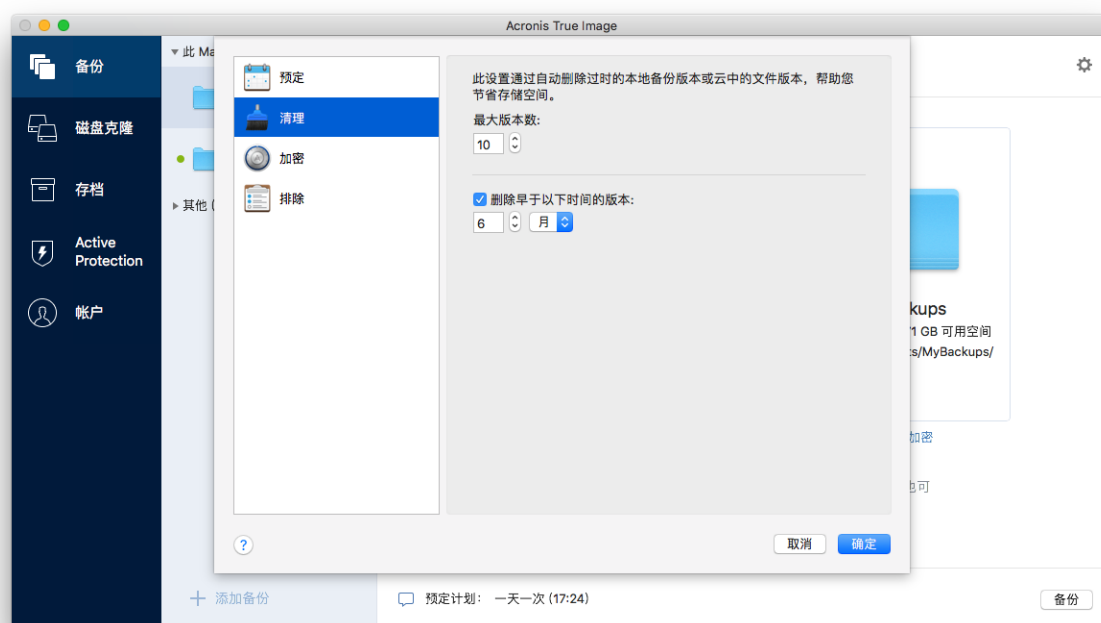 Acronis True Image
备份
磁盘克隆
存档
Active
Protection
帐户
此 Ma
其他 (
添加备份
预定
清理
加密
排除
此设置通过自动删除过时的本地备份版本或云中的文件版本，帮助您
节省存储空间。
最大版本数:
10
删除早于以下时间的版本:
6
月
?
取消
确定
kups
71 GB 可用空间
ts/MyBackups/
加密
也可
预定计划： 一天一次 (17:24)
备份